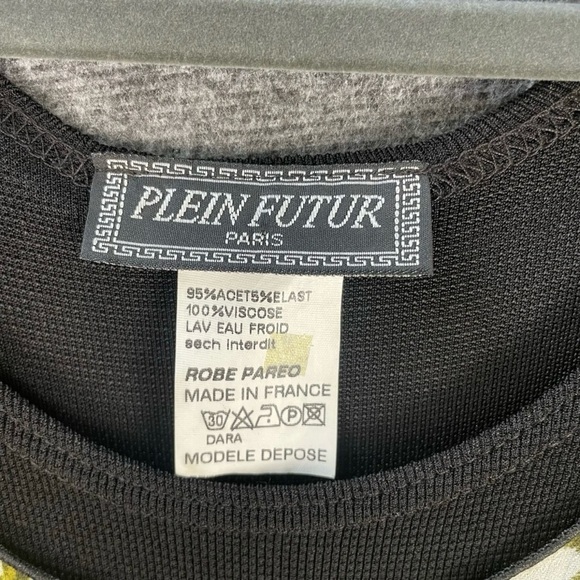 PLEIN FUTUR
PARIS
95%ACET5%ELAST
100%VISCOSE
LAV EAU FROID
sech interdit
ROBE PAREO
MADE IN FRANCE
30 P
DARA
MODELE DEPOSE